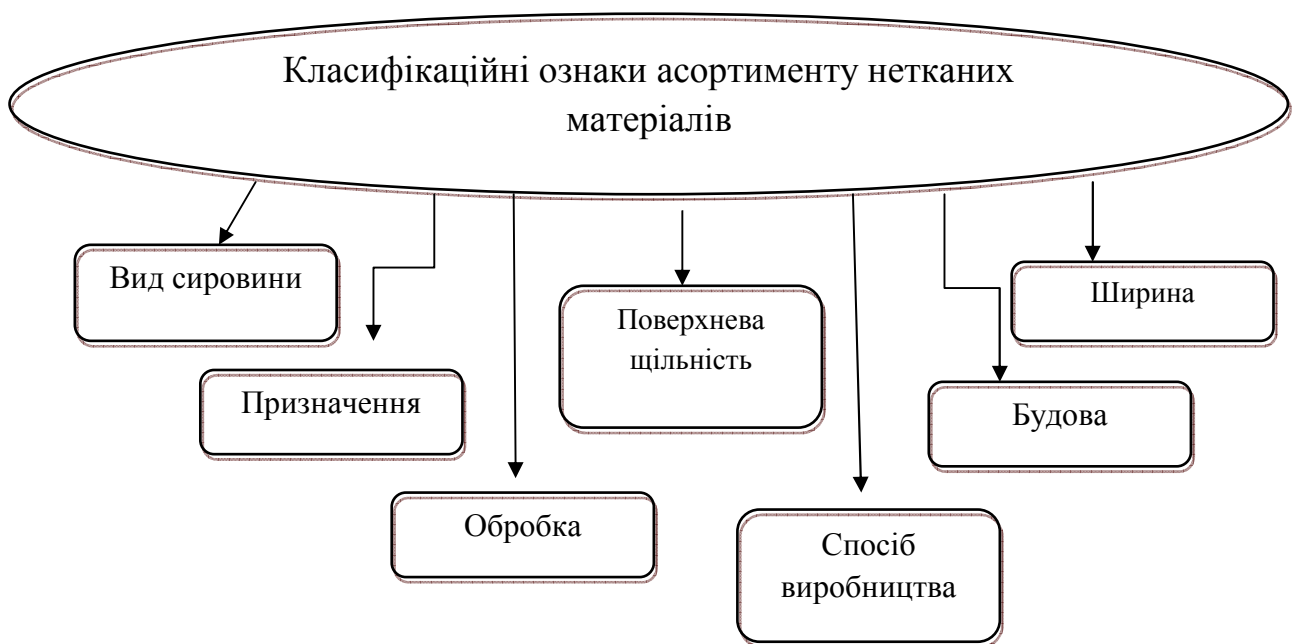 Класифікаційні ознаки асортименту нетканих
матеріалів
Вид сировини
Призначення
Обробка
Поверхнева
щільність
Спосіб
виробництва
Будова
Ширина